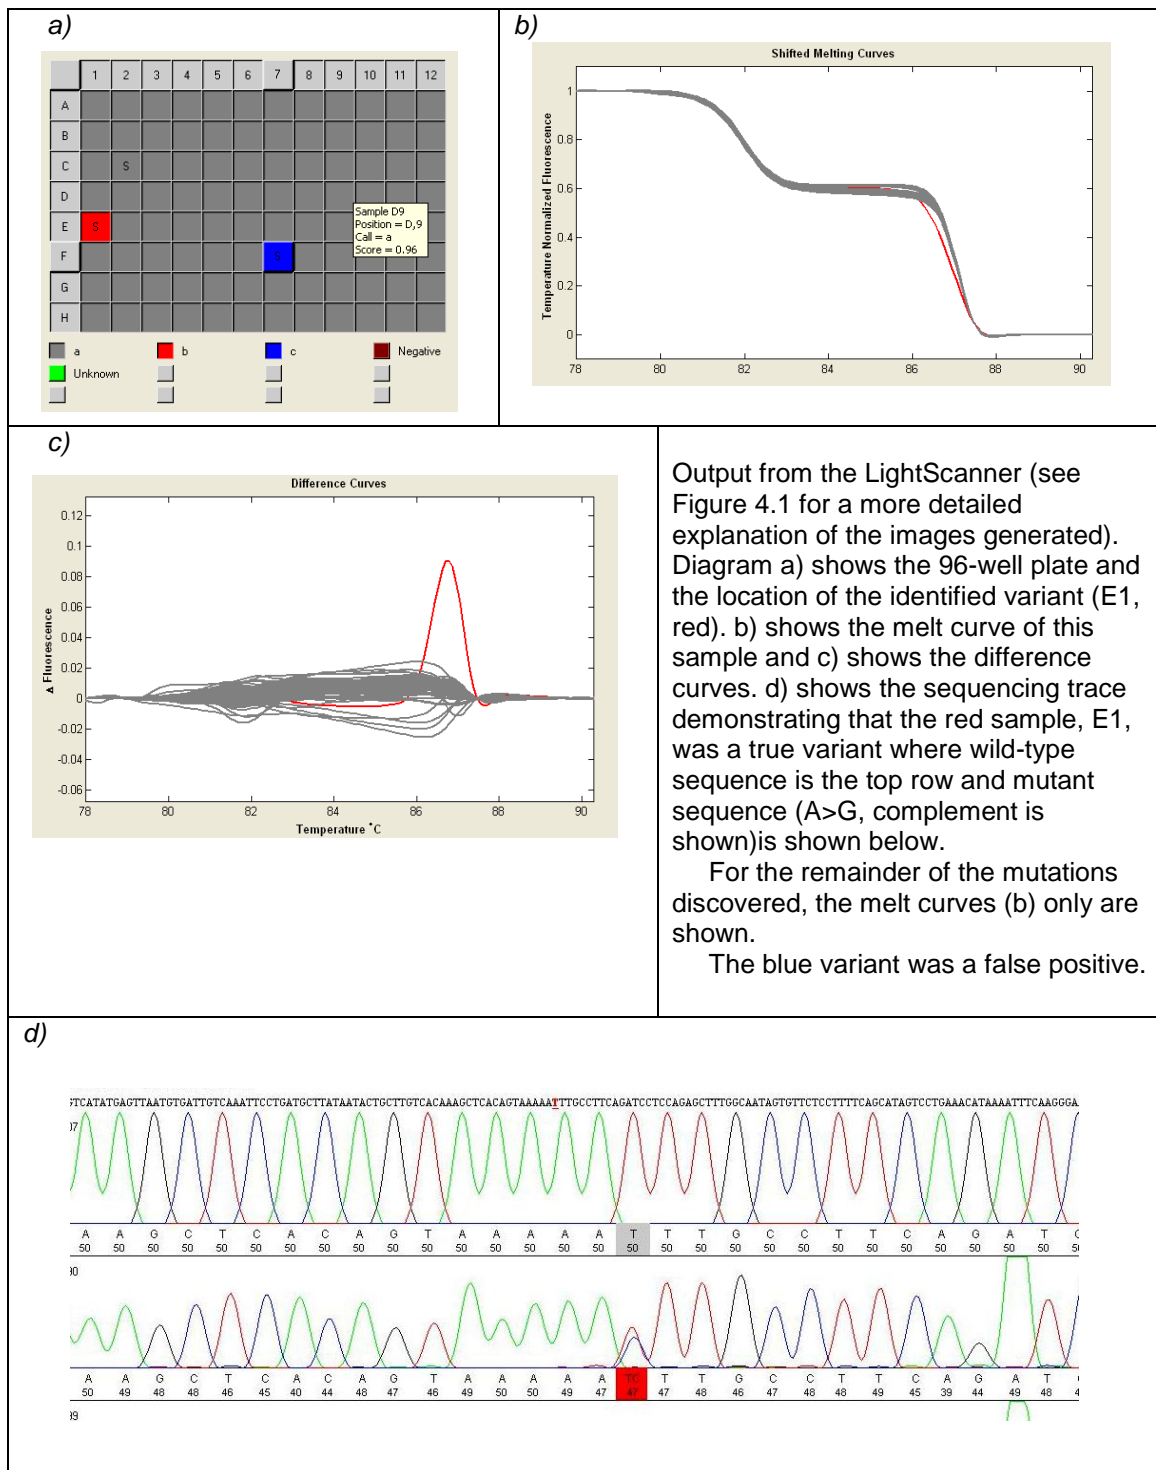 a)
1 2 3 4 5 6 7 8 9 10 11 12
A
B
C S
D
E S
F S
G
H
Sample D9
Position = D,9
Call = a
Score = 0.96
a b c Negative
Unknown
b)
Shifted Melting Curves
Temperature Normalized Fluorescence
1
0.8
0.6
0.4
0.2
0
78 80 82 84 86 88 90
c)
Difference Curves
Δ Fluorescence
0.12
0.1
0.08
0.06
0.04
0.02
0
-0.02
-0.04
-0.06
78 80 82 84 86 88 90
Temperature °C
Output from the LightScanner (see
Figure 4.1 for a more detailed
explanation of the images generated).
Diagram a) shows the 96-well plate and
the location of the identified variant (E1,
red). b) shows the melt curve of this
sample and c) shows the difference
curves. d) shows the sequencing trace
demonstrating that the red sample, E1,
was a true variant where wild-type
sequence is the top row and mutant
sequence (A>G, complement is
shown)is shown below.
For the remainder of the mutations
discovered, the melt curves (b) only are
shown.
The blue variant was a false positive.
d)
GTCATATGAGTTAATGTGATTGTCAAATTCCTGATGCTTATAATACTGCTTGTCACAAAGCTCACAGTAAAAATTTGCCTTCAGATCCTCCAGAGCTTTGGCAATAGTGTTCTCCTTTTCAGCATAGTCCTGAAACATAAAATTTCAAGGGA
07
A A G C T C A C A G T A A A A A T T T G C C T T C A G A T C
50 50 50 50 50 50 50 50 50 50 50 50 50 50 50 50 50 50 50 50 50 50 50 50 50 50 50 50 50 50
90
A A G C T C A C A G T A A A A A TC T T G C C T T C A G A T
50 49 48 48 46 45 40 44 48 47 46 49 50 50 49 47 47 47 48 46 47 48 48 47 46 48 44 49 48
99